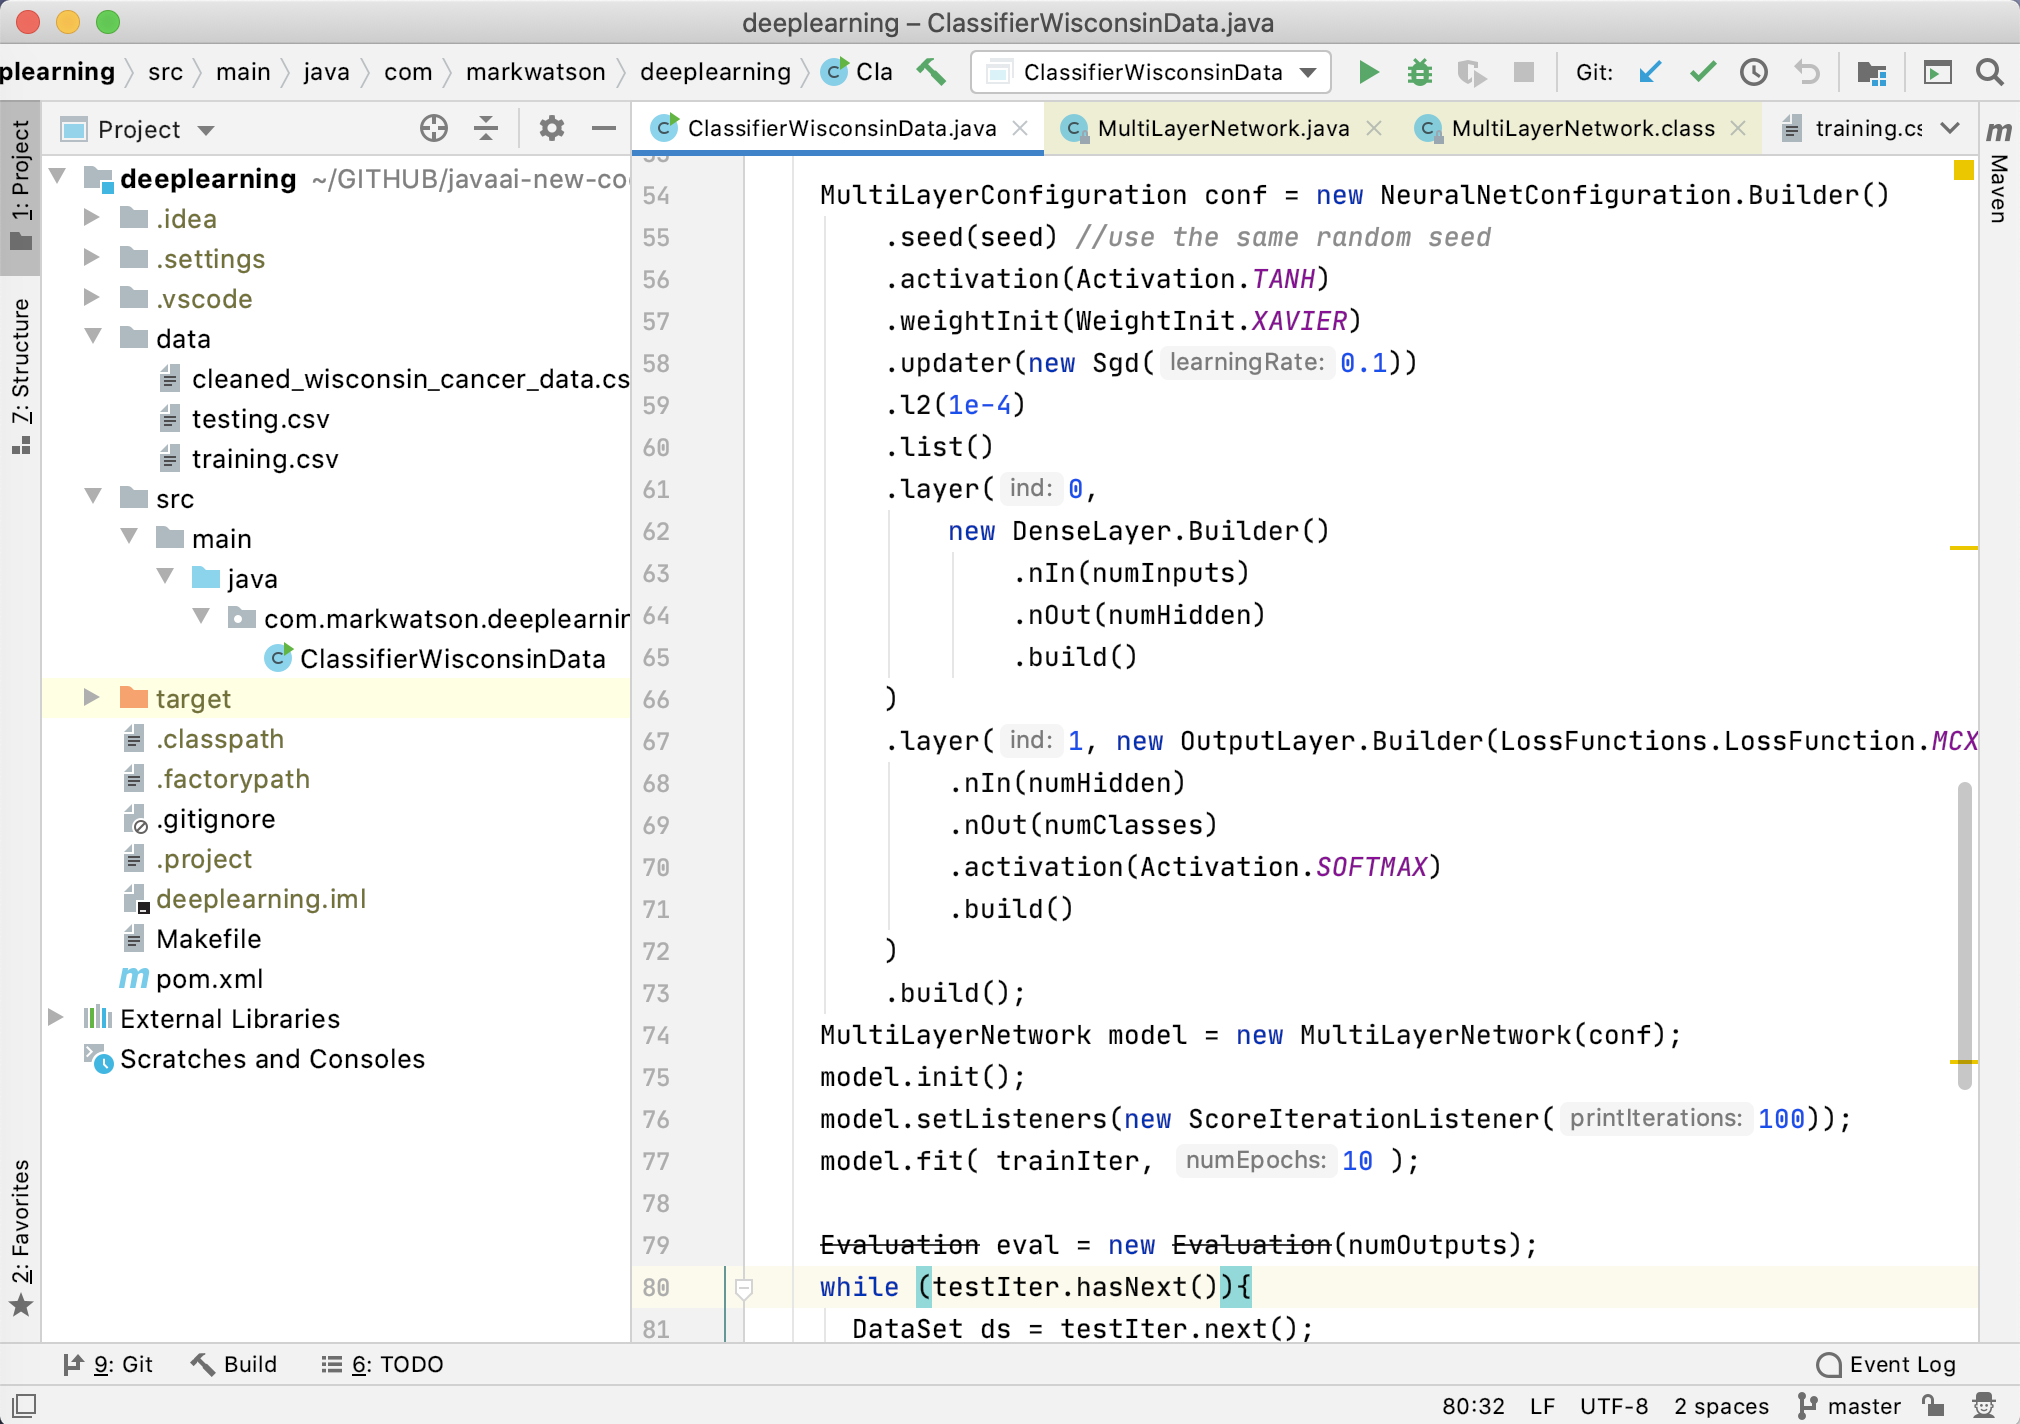 deeplearning – ClassifierWisconsinData.java
plearning src main java com markwatson deeplearning Cla ClassifierWisconsinData Git:
Project
ClassifierWisconsinData.java MultiLayerNetwork.java MultiLayerNetwork.class training.cs
1: Project
7: Structure
2: Favorites
Maven
deeplearning ~/GITHUB/javaai-new-co
.idea
.settings
.vscode
data
cleaned_wisconsin_cancer_data.cs
testing.csv
training.csv
src
main
java
com.markwatson.deeplearnin
ClassifierWisconsinData
target
.classpath
.factorypath
.gitignore
.project
deeplearning.iml
Makefile
pom.xml
External Libraries
Scratches and Consoles
54 MultiLayerConfiguration conf = new NeuralNetConfiguration.Builder()
55 .seed(seed) //use the same random seed
56 .activation(Activation.TANH)
57 .weightInit(WeightInit.XAVIER)
58 .updater(new Sgd( learningRate: 0.1))
59 .l2(1e-4)
60 .list()
61 .layer( ind: 0,
62 new DenseLayer.Builder()
63 .nIn(numInputs)
64 .nOut(numHidden)
65 .build()
66 )
67 .layer( ind: 1, new OutputLayer.Builder(LossFunctions.LossFunction.MCX
68 .nIn(numHidden)
69 .nOut(numClasses)
70 .activation(Activation.SOFTMAX)
71 .build()
72 )
73 .build();
74 MultiLayerNetwork model = new MultiLayerNetwork(conf);
75 model.init();
76 model.setListeners(new ScoreIterationListener( printIterations: 100));
77 model.fit( trainIter, numEpochs: 10 );
78
79 Evaluation eval = new Evaluation(numOutputs);
80 while (testIter.hasNext()){
81 DataSet ds = testIter.next();
9: Git Build 6: TODO Event Log
80:32 LF UTF-8 2 spaces master